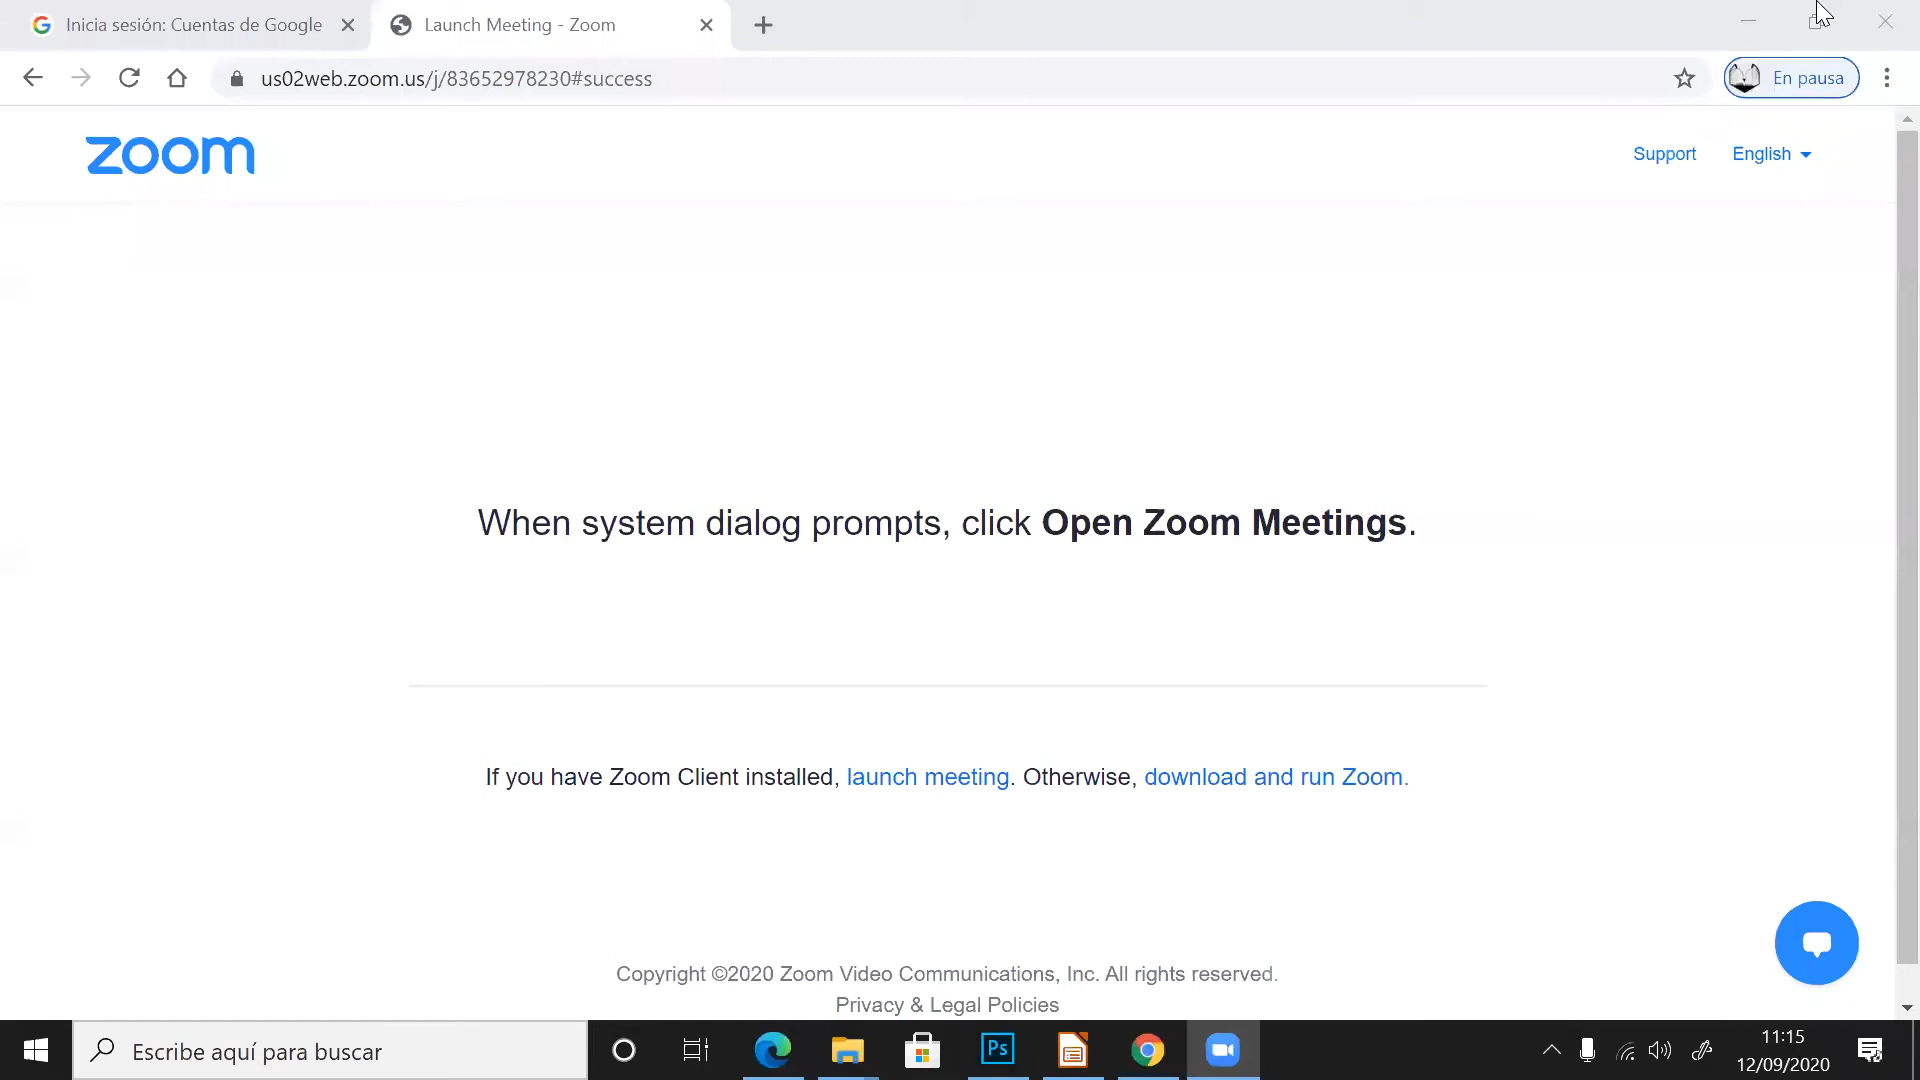 Inicia sesión: Cuentas de Google
Launch Meeting - Zoom
us02web.zoom.us/j/83652978230#success
En pausa
zoom
Support
English
When system dialog prompts, click Open Zoom Meetings.
If you have Zoom Client installed, launch meeting. Otherwise, download and run Zoom.
Copyright ©2020 Zoom Video Communications, Inc. All rights reserved.
Privacy & Legal Policies
Escribe aquí para buscar
Ps
11:15
12/09/2020